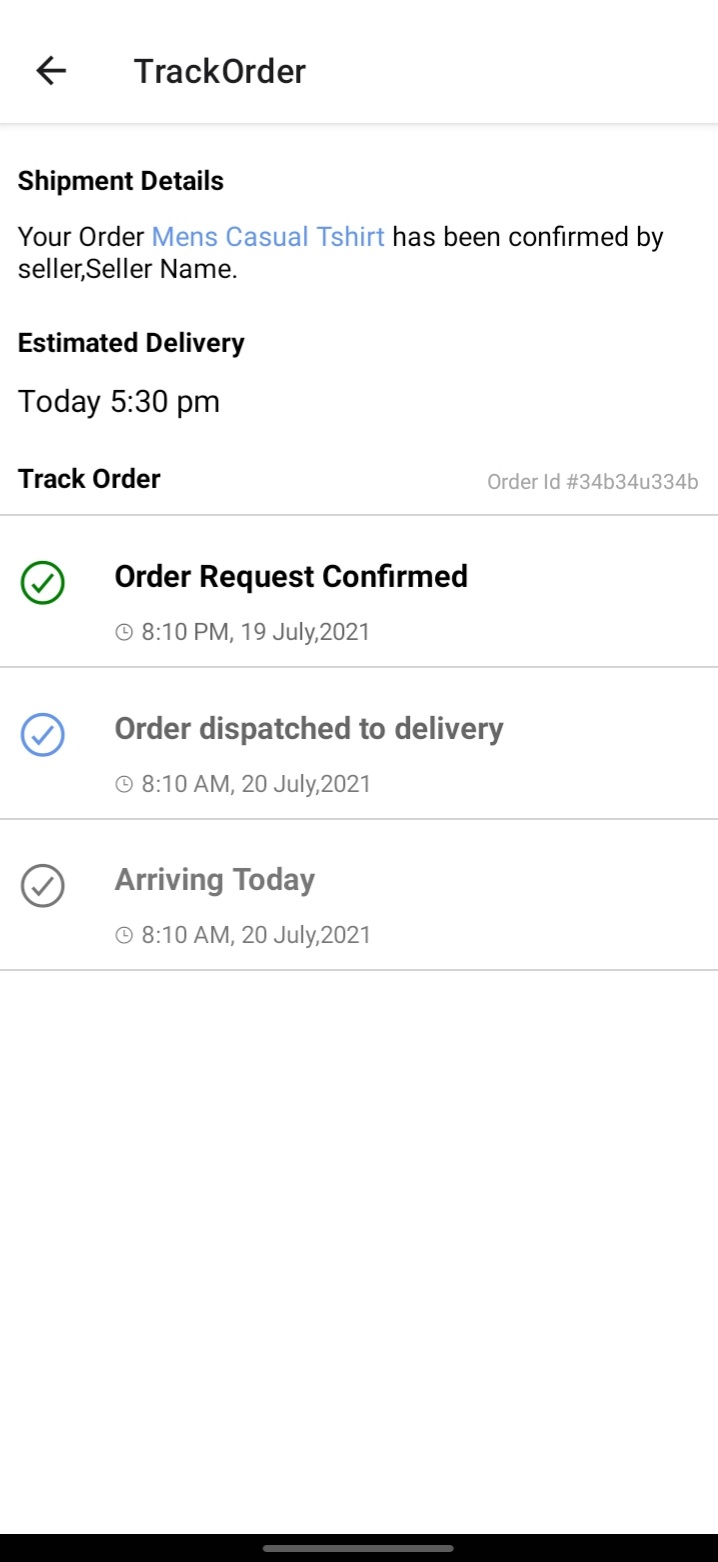 TrackOrder
Shipment Details
Your Order Mens Casual Tshirt has been confirmed by
seller,Seller Name.
Estimated Delivery
Today 5:30 pm
Track Order
Order Id #34b34u334b
Order Request Confirmed
8:10 PM, 19 July,2021
Order dispatched to delivery
8:10 AM, 20 July,2021
Arriving Today
8:10 AM, 20 July,2021